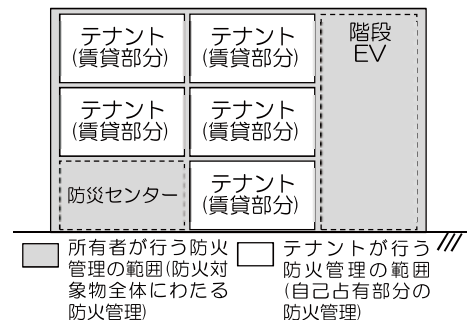 テナント
(賃貸部分)
テナント
(賃貸部分)
階段
EV
テナント
(賃貸部分)
テナント
(賃貸部分)
防災センター
テナント
(賃貸部分)
所有者が行う防火
管理の範囲(防火対
象物全体にわたる
防火管理)
テナントが行う
防火管理の範囲
(自己占有部分の
防火管理)